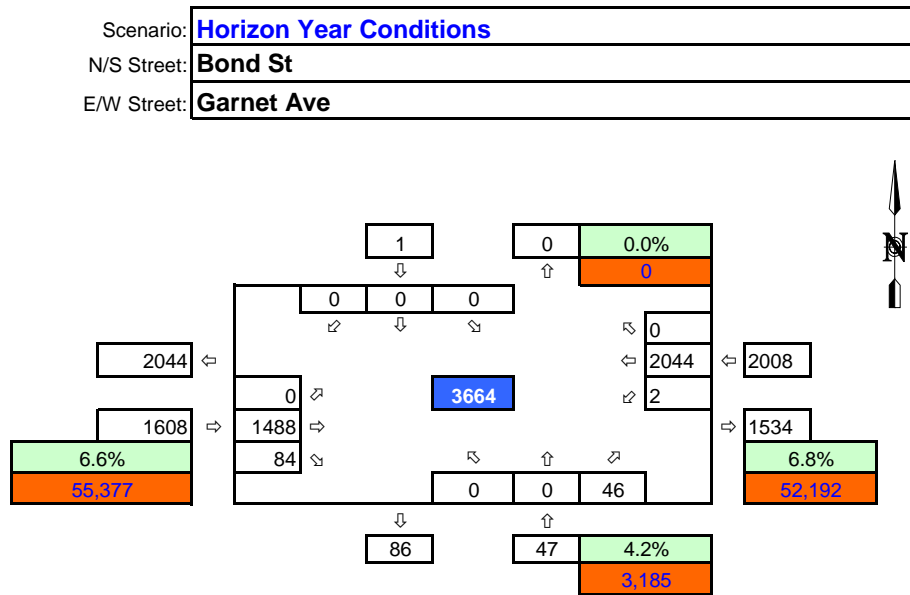 Scenario: Horizon Year Conditions
N/S Street: Bond St
E/W Street: Garnet Ave
N
1 0 0.0%
⇩ ⇧ 0
0 0 0
⬃ ⇩ ⬂
⬁ 0
2044 ⇦ ⇦ 2044 ⇦ 2008
0 ⬀ 3664 ⬃ 2
1608 ⇨ 1488 ⇨ ⇨ 1534
6.6% 84 ⬂ ⬁ ⇧ ⬀ 6.8%
55,377 0 0 46 52,192
⇩ ⇧
86 47 4.2%
3,185